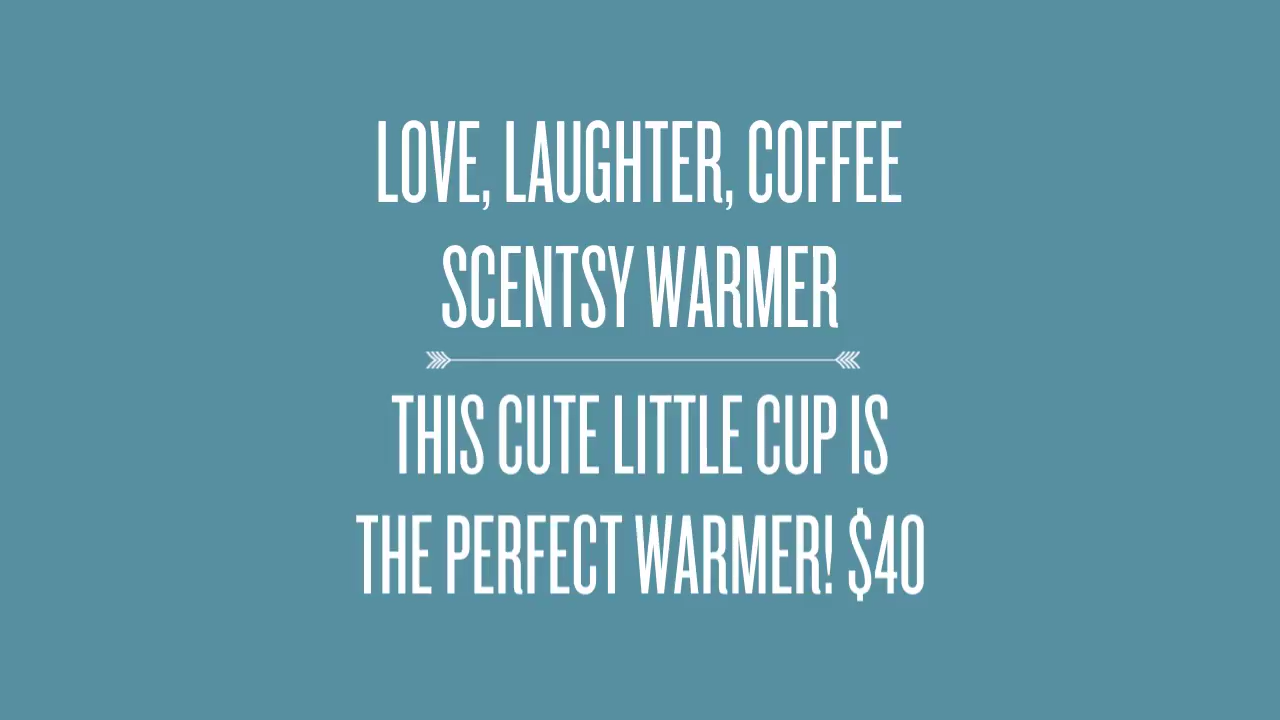 LOVE, LAUGHTER, COFFEE
SCENTSY WARMER
THIS CUTE LITTLE CUP IS
THE PERFECT WARMER! $40